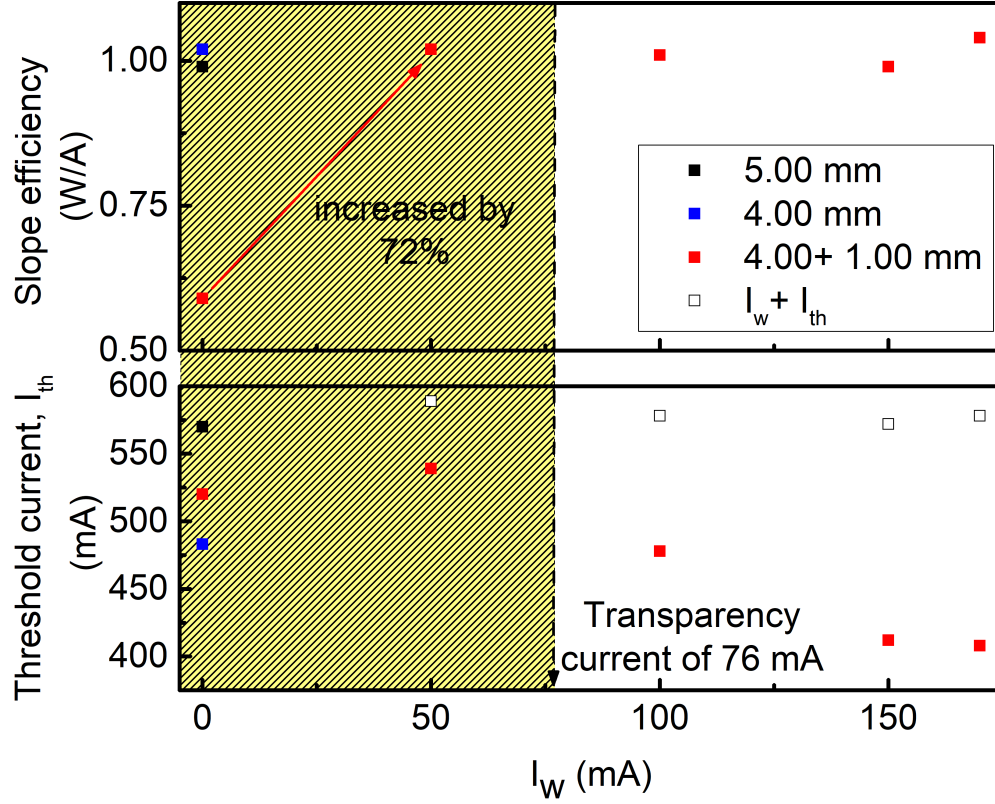 Slope efficiency
(W/A)
1.00
0.75
0.50
increased by
72%
5.00 mm
4.00 mm
4.00+ 1.00 mm
I_w+ I_th
Threshold current, I_th
(mA)
600
550
500
450
400
Transparency
current of 76 mA
0 50 100 150
I_W (mA)